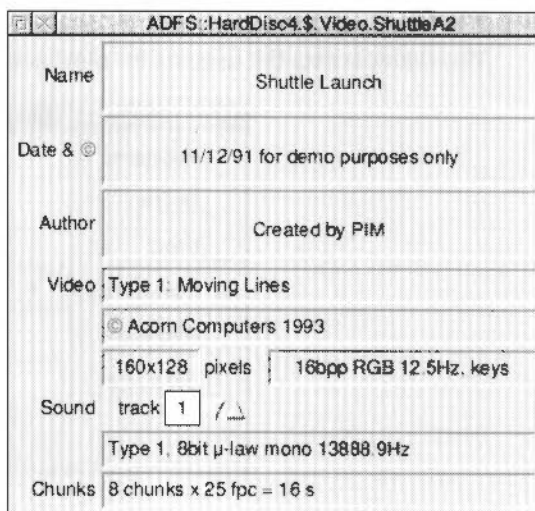 ADFS::HardDisc4.$.Video.ShuttleA2
Name Shuttle Launch
Date & © 11/12/91 for demo purposes only
Author Created by PIM
Video Type 1: Moving Lines
© Acorn Computers 1993
160x128 pixels 16bpp RGB 12.5Hz, keys
Sound track 1
Type 1, 8bit µ-law mono 13888.9Hz
Chunks 8 chunks x 25 fpc = 16 s